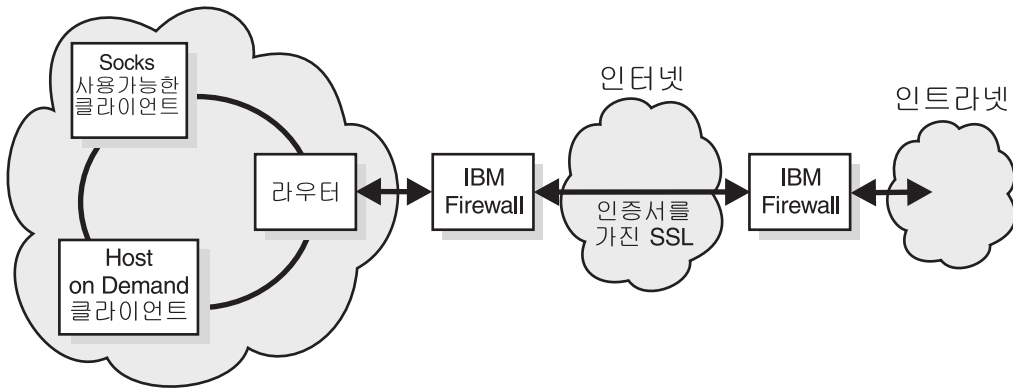 Socks
사용가능한
클라이언트
라우터
Host
on Demand
클라이언트
IBM
Firewall
인터넷
인증서를
가진 SSL
IBM
Firewall
인트라넷